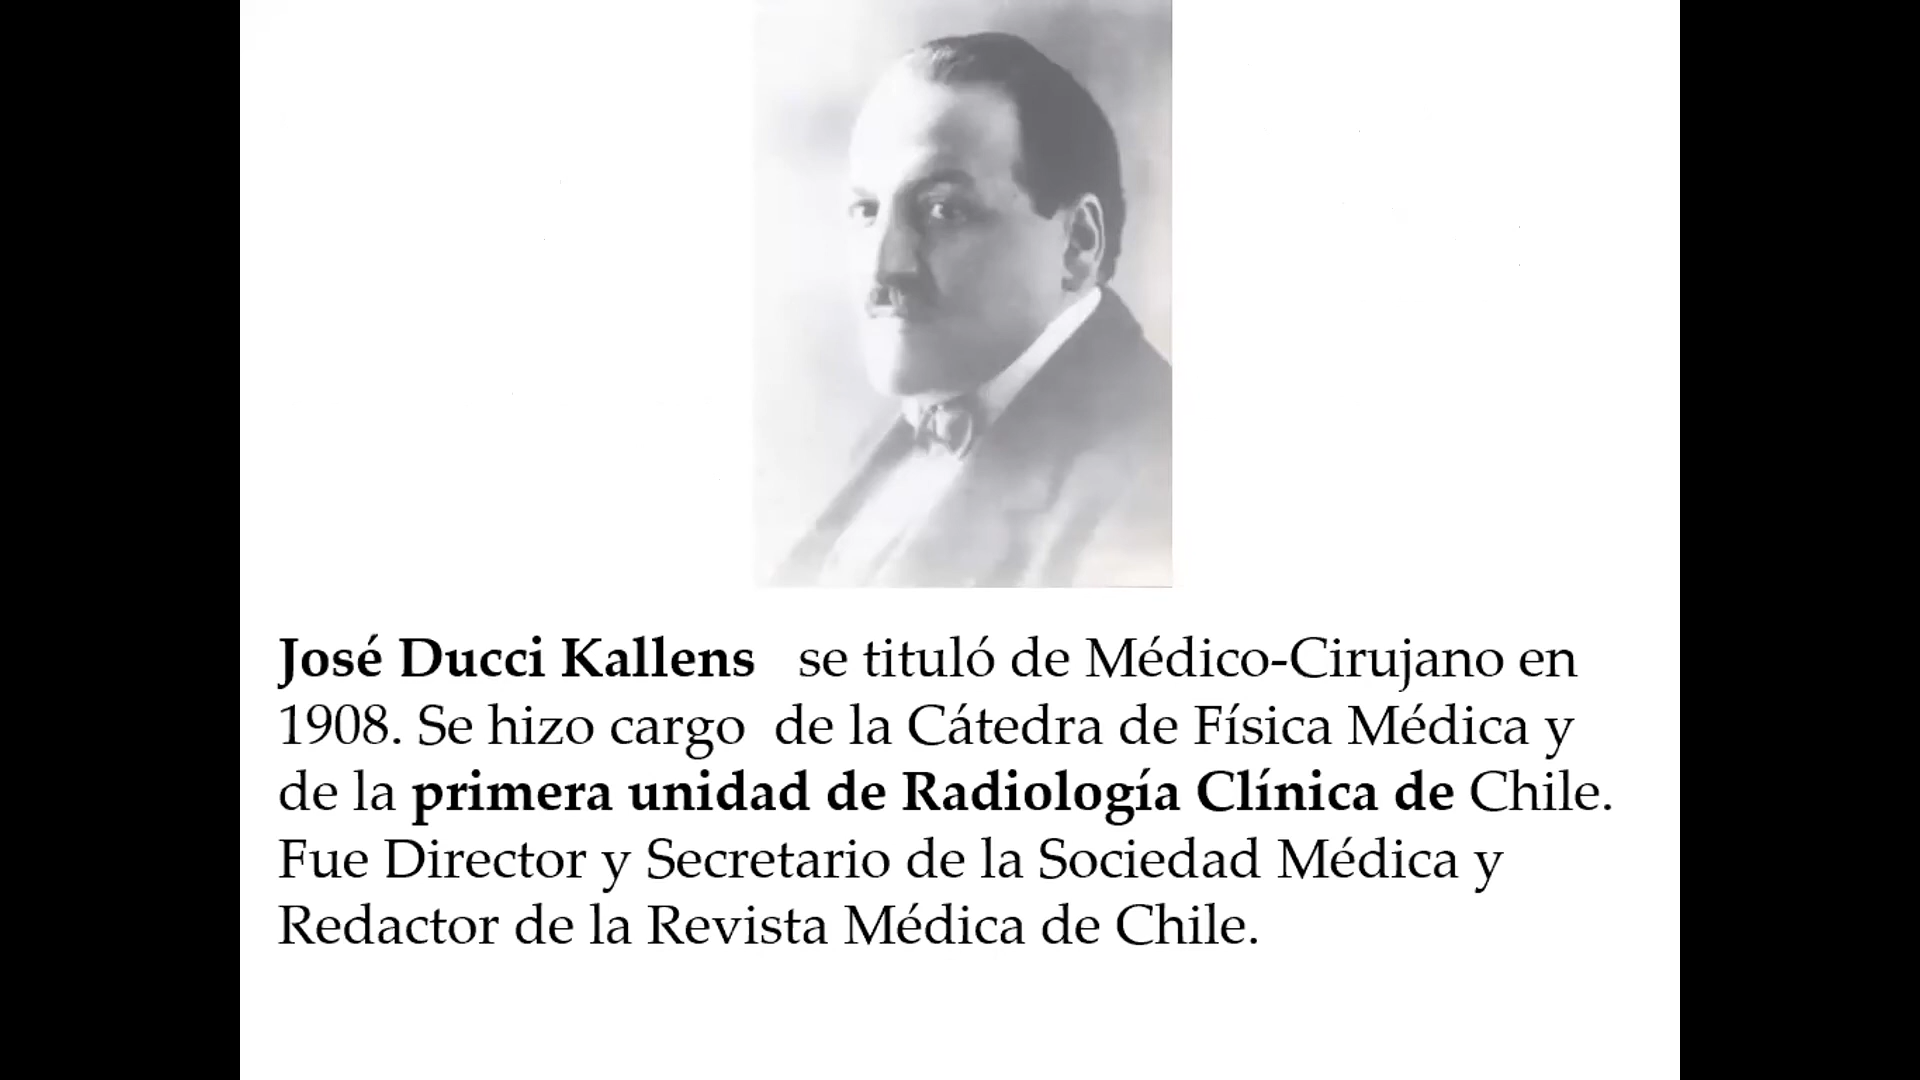 José Ducci Kallens se tituló de Médico-Cirujano en
1908. Se hizo cargo de la Cátedra de Física Médica y
de la primera unidad de Radiología Clínica de Chile.
Fue Director y Secretario de la Sociedad Médica y
Redactor de la Revista Médica de Chile.